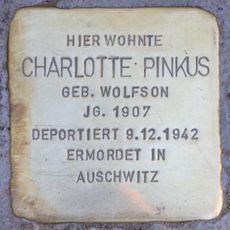 HIER WOHNTE
CHARLOTTE PINKUS
GEB. WOLFSON
JG. 1907
DEPORTIERT 9.12.1942
ERMORDET IN
AUSCHWITZ